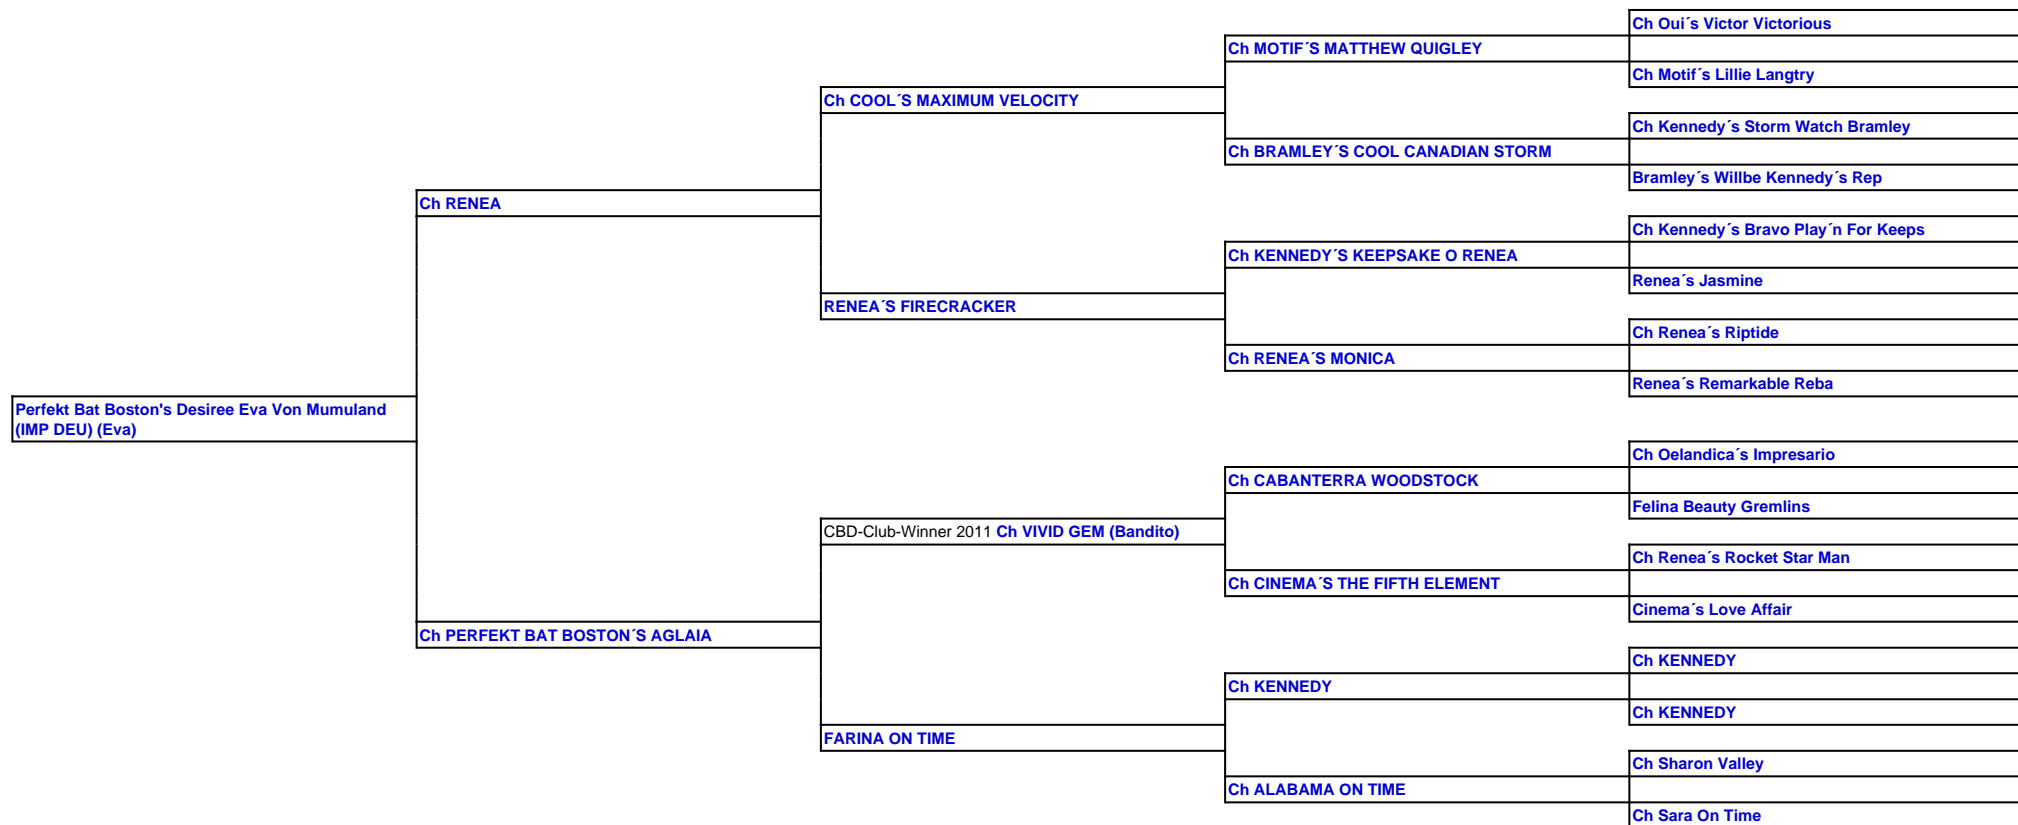 Ch Oui´s Victor Victorious
Ch MOTIF´S MATTHEW QUIGLEY
Ch Motif´s Lillie Langtry
Ch COOL´S MAXIMUM VELOCITY
Ch Kennedy´s Storm Watch Bramley
Ch BRAMLEY´S COOL CANADIAN STORM
Bramley´s Willbe Kennedy´s Rep
Ch RENEA
Ch Kennedy´s Bravo Play´n For Keeps
Ch KENNEDY´S KEEPSAKE O RENEA
Renea´s Jasmine
RENEA´S FIRECRACKER
Ch Renea´s Riptide
Ch RENEA´S MONICA
Renea´s Remarkable Reba
Perfekt Bat Boston's Desiree Eva Von Mumuland
(IMP DEU) (Eva)
Ch Oelandica´s Impresario
Ch CABANTERRA WOODSTOCK
Felina Beauty Gremlins
CBD-Club-Winner 2011 Ch VIVID GEM (Bandito)
Ch Renea´s Rocket Star Man
Ch CINEMA´S THE FIFTH ELEMENT
Cinema´s Love Affair
Ch PERFEKT BAT BOSTON´S AGLAIA
Ch KENNEDY
Ch KENNEDY
Ch KENNEDY
FARINA ON TIME
Ch Sharon Valley
Ch ALABAMA ON TIME
Ch Sara On Time